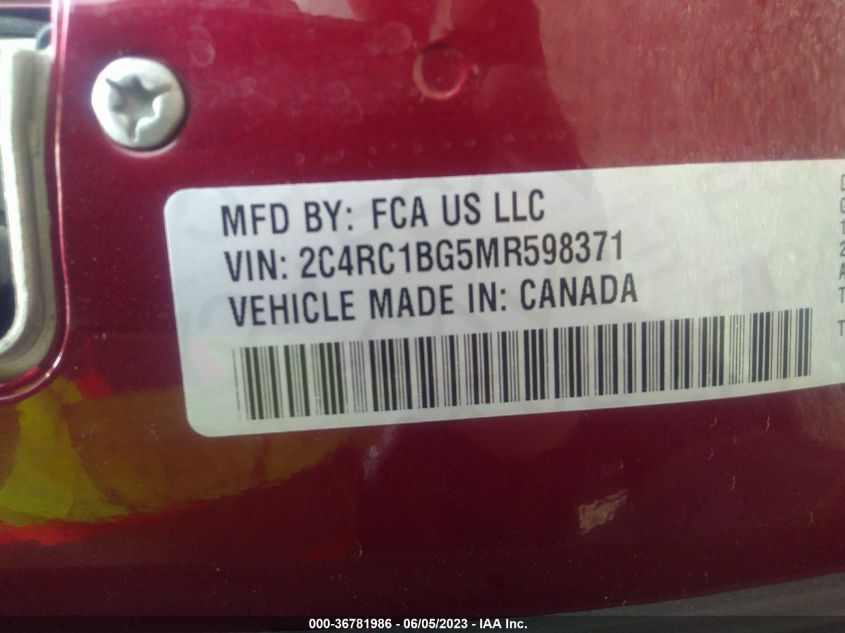 MFD BY: FCA US LLC
VIN: 2C4RC1BG5MR598371
VEHICLE MADE IN: CANADA
000-36781986 - 06/05/2023 - IAA Inc.